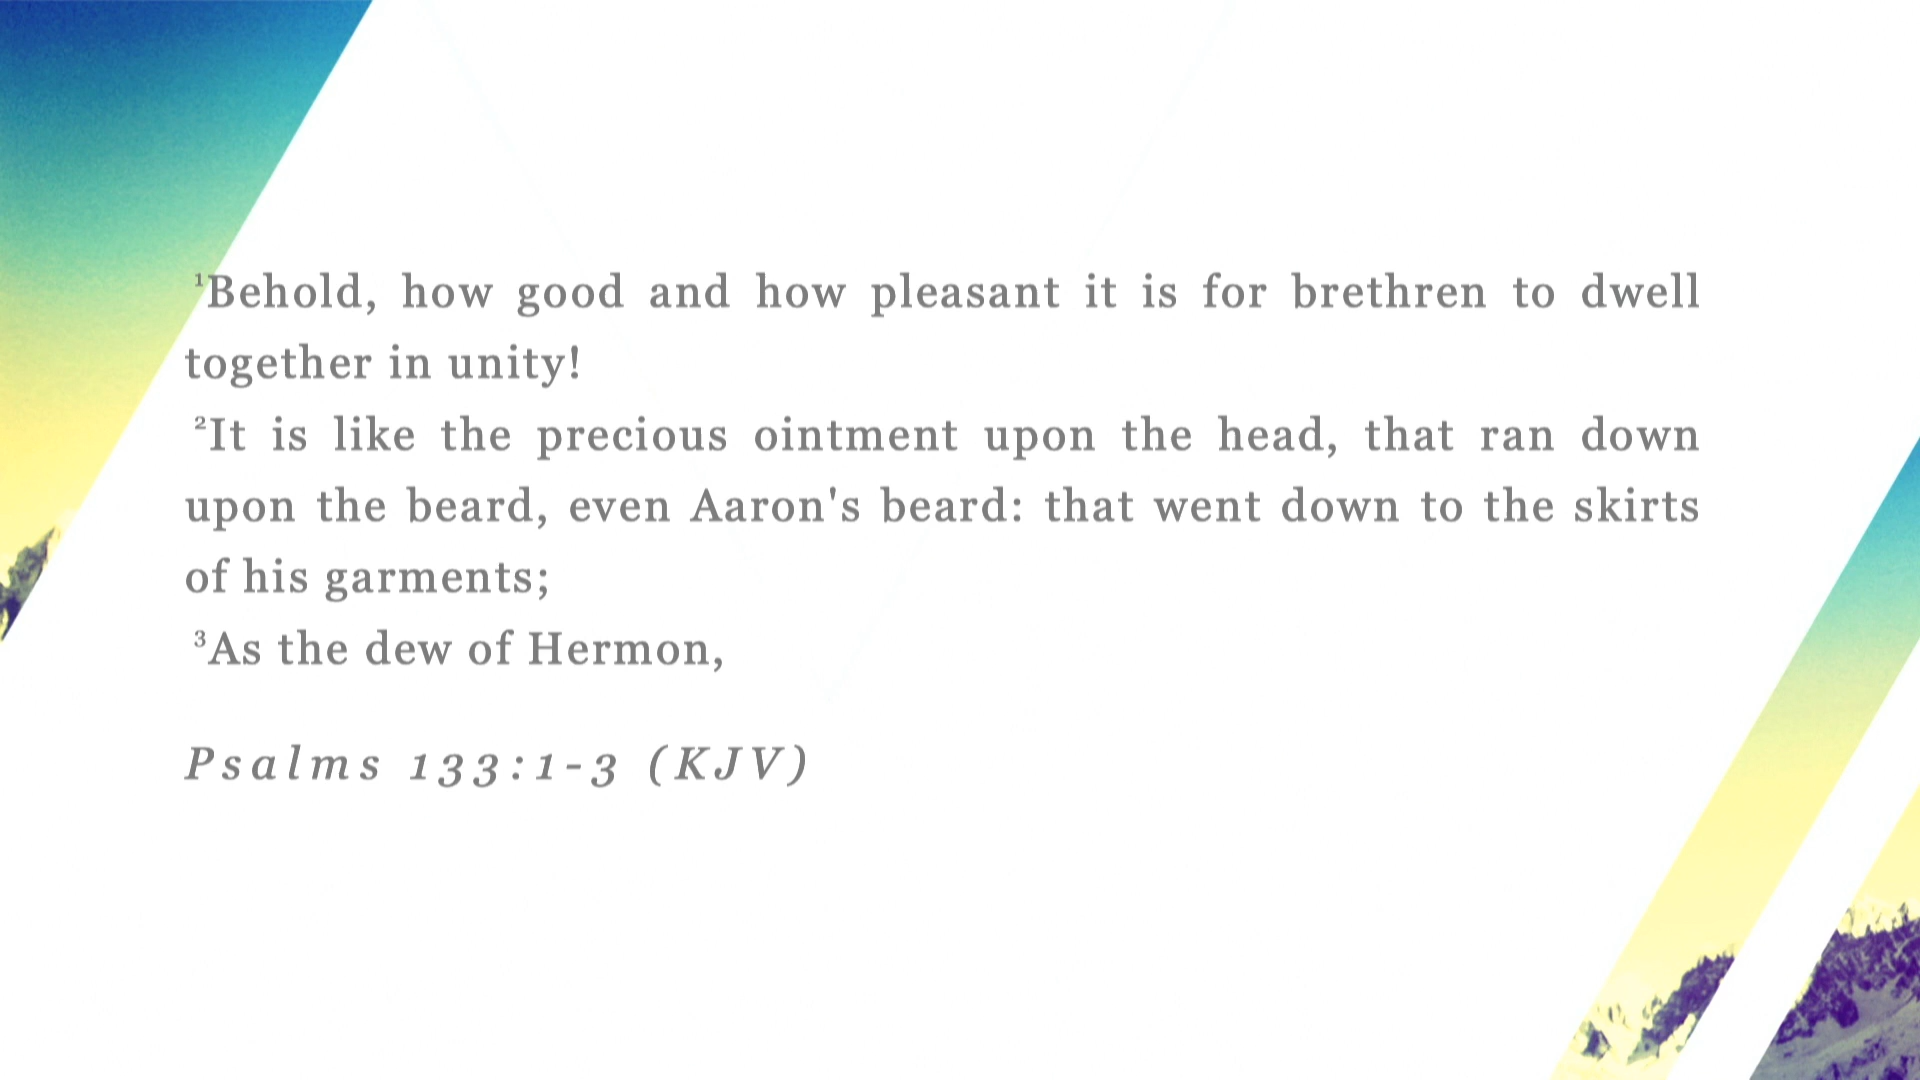 ¹Behold, how good and how pleasant it is for brethren to dwell
together in unity!
²It is like the precious ointment upon the head, that ran down
upon the beard, even Aaron's beard: that went down to the skirts
of his garments;
³As the dew of Hermon,
Psalms 133:1-3 (KJV)